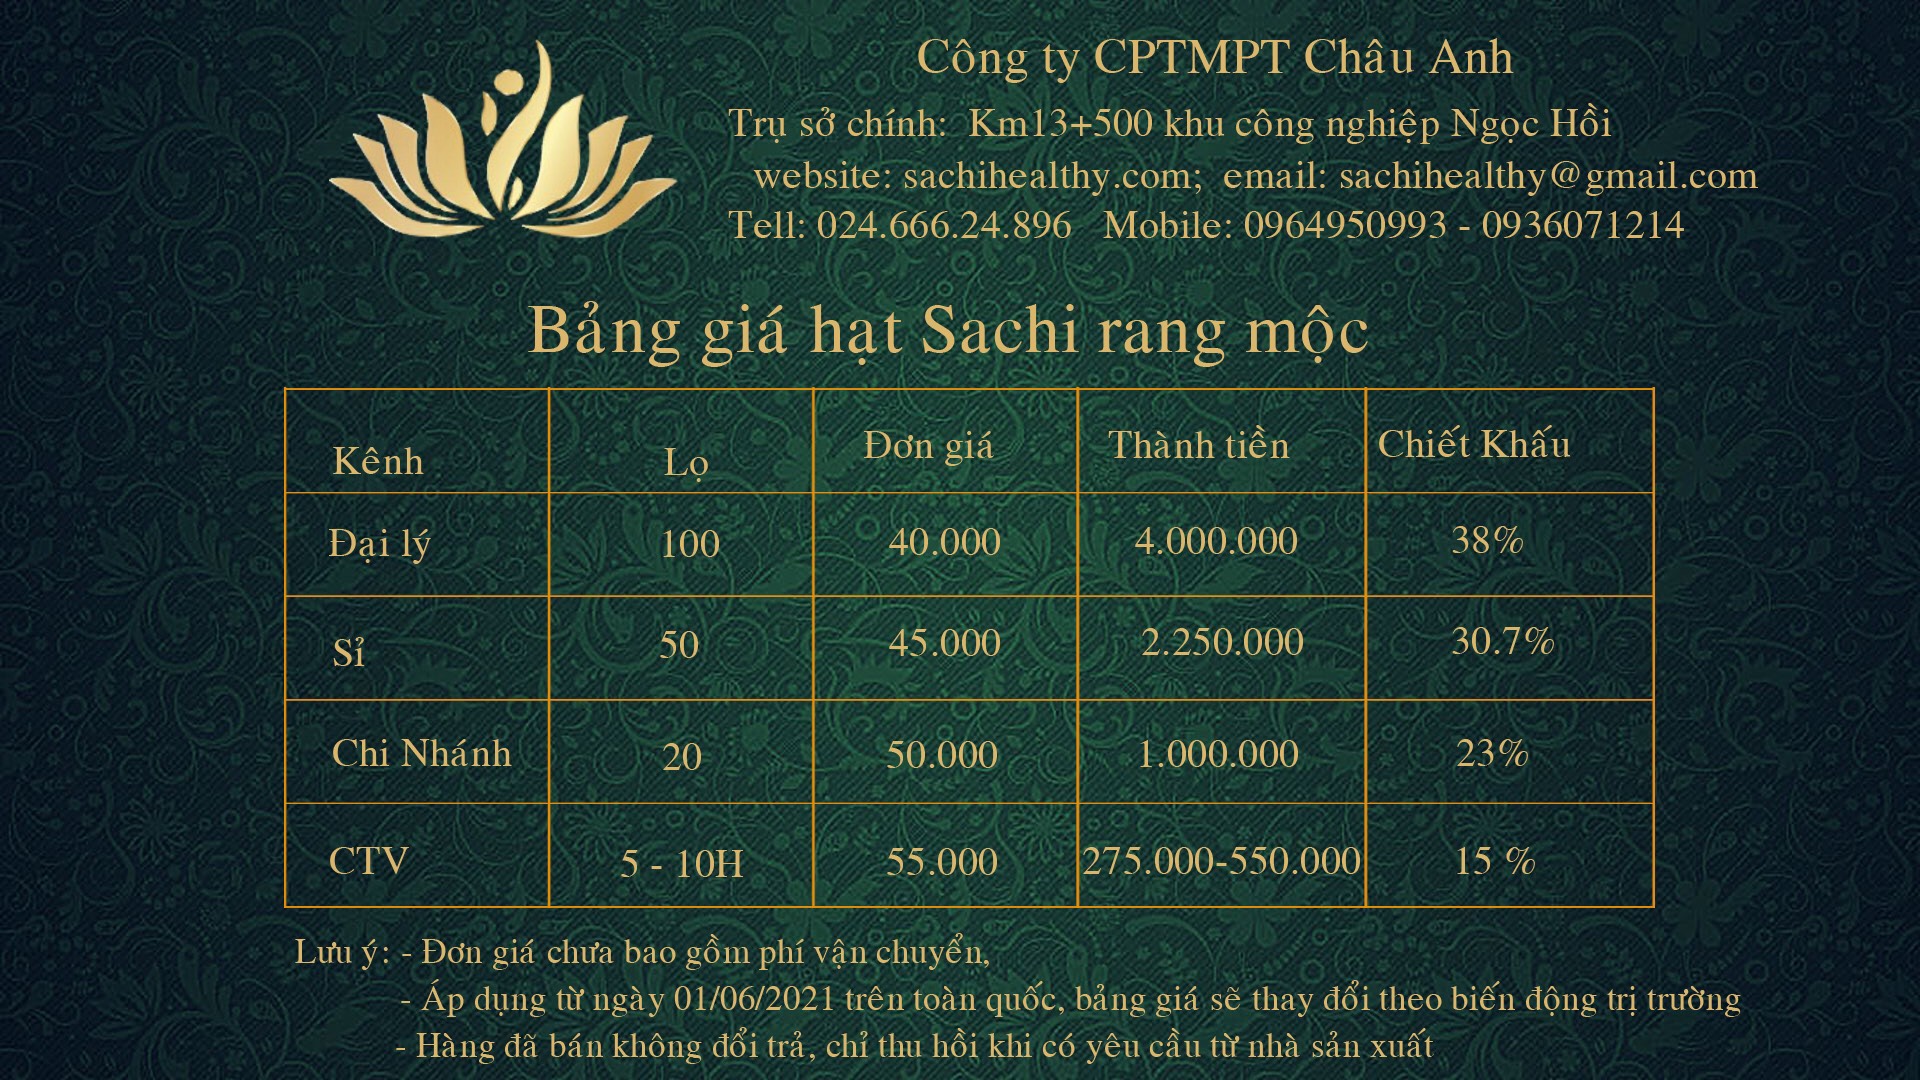 Công ty CPTMPT Châu Anh
Trụ sở chính: Km13+500 khu công nghiệp Ngọc Hồi
website: sachihealthy.com; email: sachihealthy@gmail.com
Tell: 024.666.24.896 Mobile: 0964950993 - 0936071214
Bảng giá hạt Sachi rang mộc
Kênh Lọ Đơn giá Thành tiền Chiết Khấu
Đại lý 100 40.000 4.000.000 38%
Sỉ 50 45.000 2.250.000 30.7%
Chi Nhánh 20 50.000 1.000.000 23%
CTV 5 - 10H 55.000 275.000-550.000 15 %
Lưu ý: - Đơn giá chưa bao gồm phí vận chuyển,
- Áp dụng từ ngày 01/06/2021 trên toàn quốc, bảng giá sẽ thay đổi theo biến động trị trường
- Hàng đã bán không đổi trả, chỉ thu hồi khi có yêu cầu từ nhà sản xuất